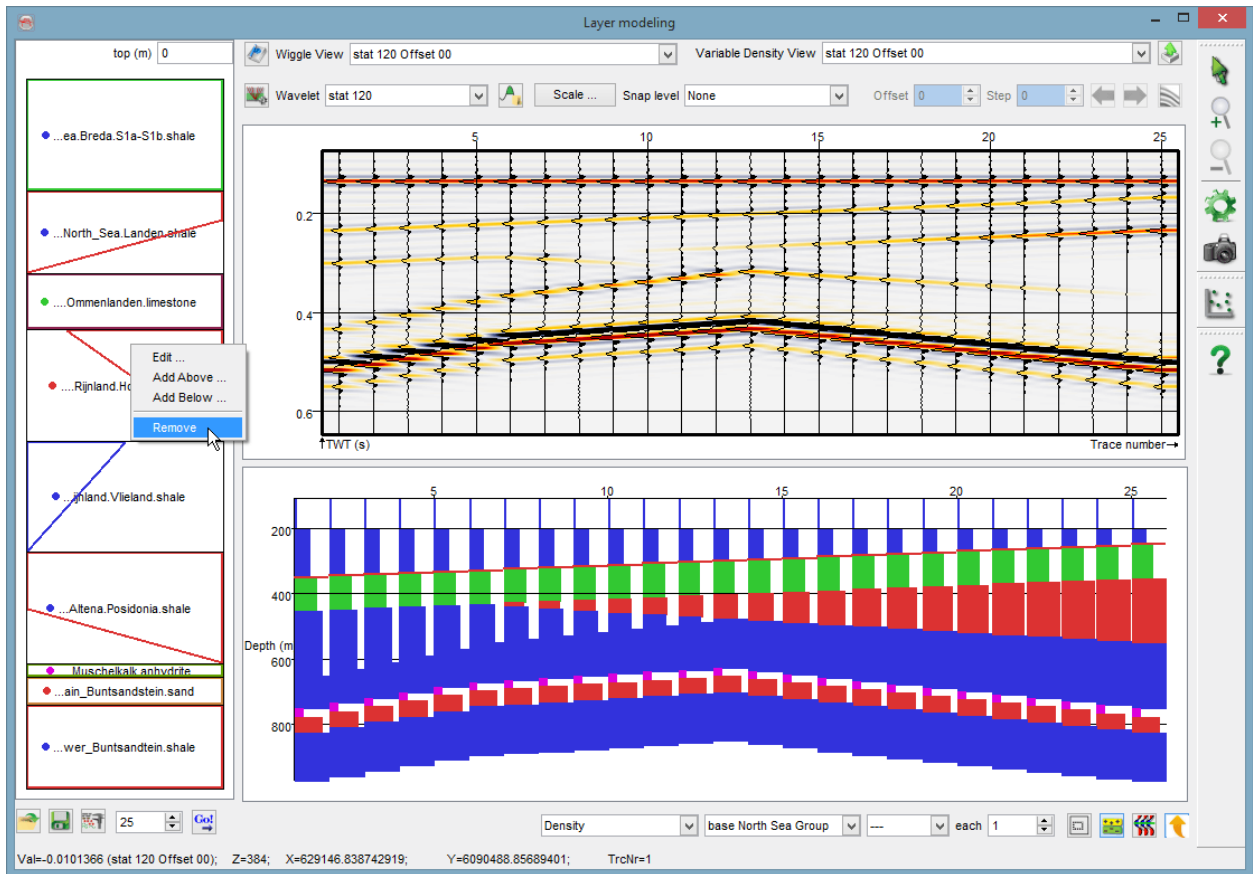 Layer modeling
top (m) 0
Wiggle View stat 120 Offset 00 Variable Density View stat 120 Offset 00
Wavelet stat 120 Scale ... Snap level None Offset 0 Step 0
...ea.Breda.S1a-S1b.shale
...North_Sea.Landen.shale
....Ommenlanden.limestone
....Rijnland.Ho
...ijnland.Vlieland.shale
...Altena.Posidonia.shale
Muschelkalk.anhydrite
...ain_Buntsandstein.sand
...wer_Buntsandtein.shale
Edit ...
Add Above ...
Add Below ...
Remove
5 10 15 20 25
0.2
0.4
0.6
TWT (s) Trace number
5 10 15 20 25
200
400
Depth (m
600
800
25 Go!
Density base North Sea Group --- each 1
Val=-0.0101366 (stat 120 Offset 00); Z=384; X=629146.838742919; Y=6090488.85689401; TrcNr=1